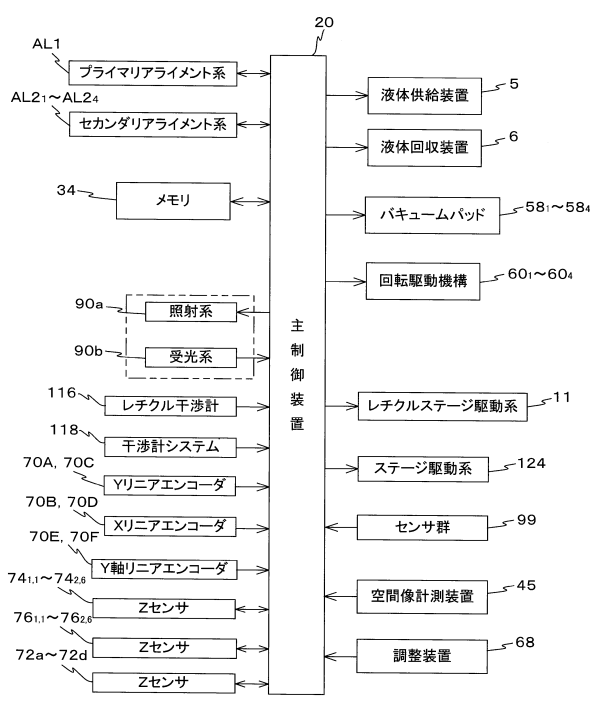 20
AL1
プライマリアライメント系
AL2₁～AL2₄
セカンダリアライメント系
34
メモリ
90a
照射系
90b
受光系
116
レチクル干渉計
118
干渉計システム
70A, 70C
Yリニアエンコーダ
70B, 70D
Xリニアエンコーダ
70E, 70F
Y軸リニアエンコーダ
74₁,₁～74₂,₆
Zセンサ
76₁,₁～76₂,₆
Zセンサ
72a～72d
Zセンサ
主制御装置
液体供給装置
5
液体回収装置
6
バキュームパッド
58₁～58₄
回転駆動機構
60₁～60₄
レチクルステージ駆動系
11
ステージ駆動系
124
センサ群
99
空間像計測装置
45
調整装置
68